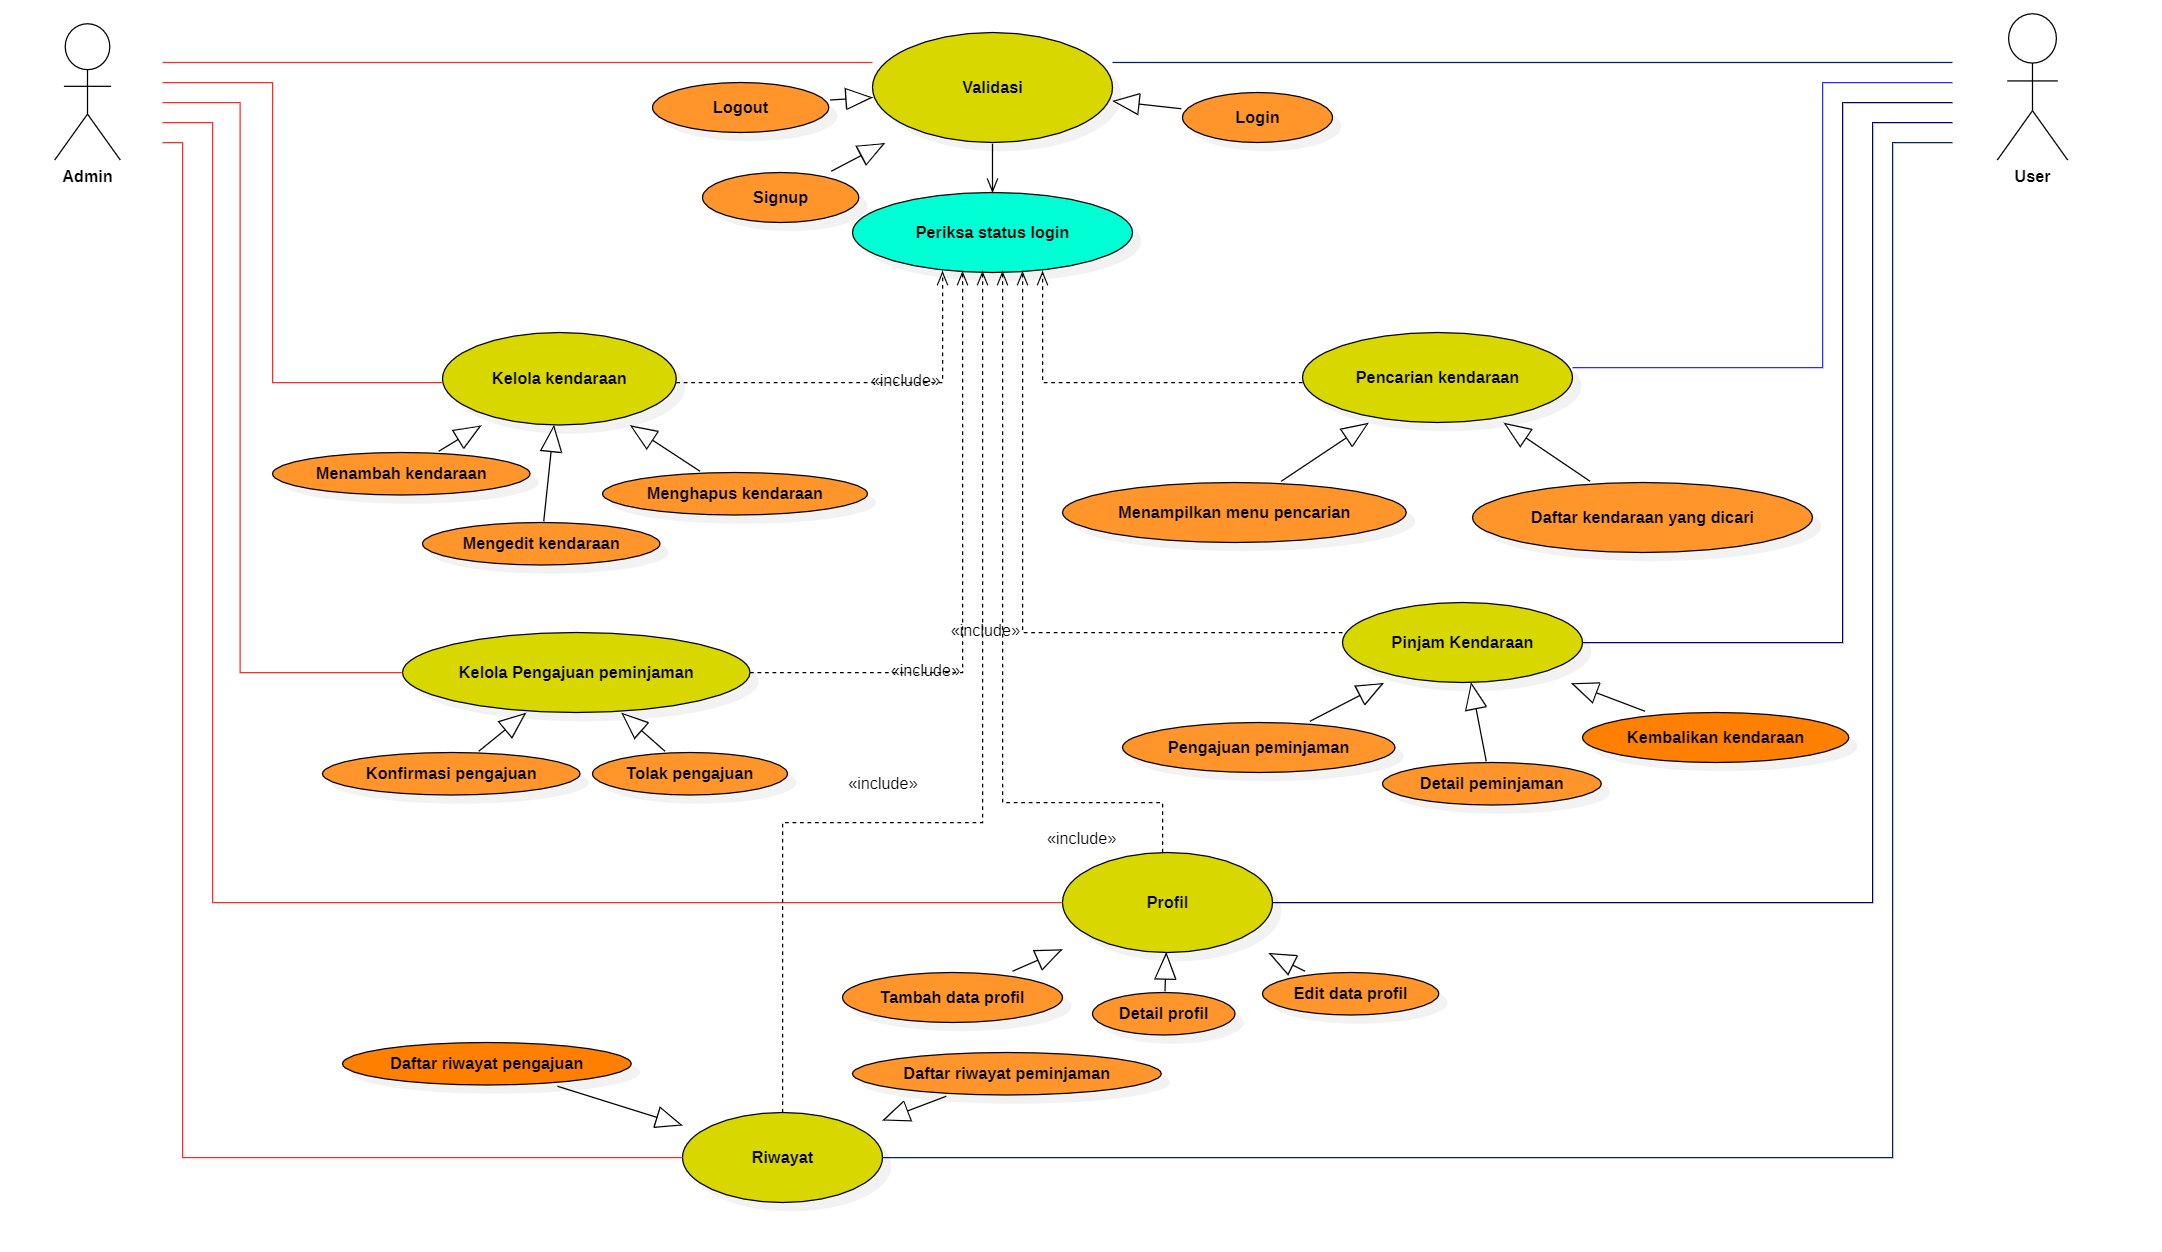 Admin
User
Validasi
Logout
Login
Signup
Periksa status login
Kelola kendaraan
«include»
Pencarian kendaraan
Menambah kendaraan
Menghapus kendaraan
Mengedit kendaraan
Menampilkan menu pencarian
Daftar kendaraan yang dicari
«include»
Pinjam Kendaraan
Kelola Pengajuan peminjaman
«include»
Pengajuan peminjaman
Kembalikan kendaraan
Konfirmasi pengajuan
Tolak pengajuan
Detail peminjaman
«include»
«include»
Profil
Tambah data profil
Detail profil
Edit data profil
Daftar riwayat pengajuan
Daftar riwayat peminjaman
Riwayat